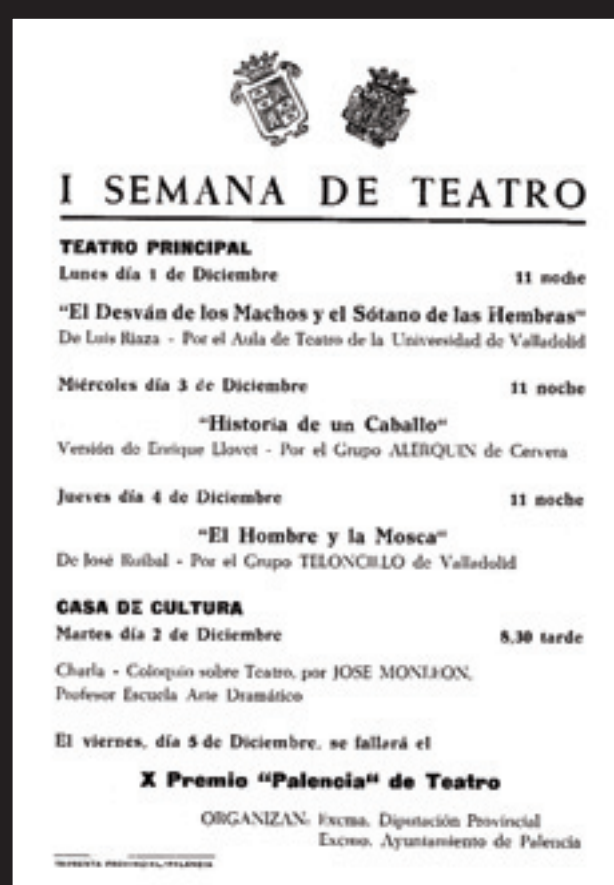 I SEMANA DE TEATRO
TEATRO PRINCIPAL
Lunes día 1 de Diciembre 11 noche
"El Desván de los Machos y el Sótano de las Hembras"
De Luis Riaza - Por el Aula de Teatro de la Universidad de Valladolid
Miércoles día 3 de Diciembre 11 noche
"Historia de un Caballo"
Versión de Enrique Llovet - Por el Grupo ALERQUIN de Cervera
Jueves día 4 de Diciembre 11 noche
"El Hombre y la Mosca"
De José Ruibal - Por el Grupo TELONCILLO de Valladolid
CASA DE CULTURA
Martes día 2 de Diciembre 8,30 tarde
Charla - Coloquio sobre Teatro, por JOSE MONLEON,
Profesor Escuela Arte Dramático
El viernes, día 5 de Diciembre, se fallará el
X Premio "Palencia" de Teatro
ORGANIZAN: Excma. Diputación Provincial
Excmo. Ayuntamiento de Palencia
IMPRENTA PROVINCIAL-PALENCIA